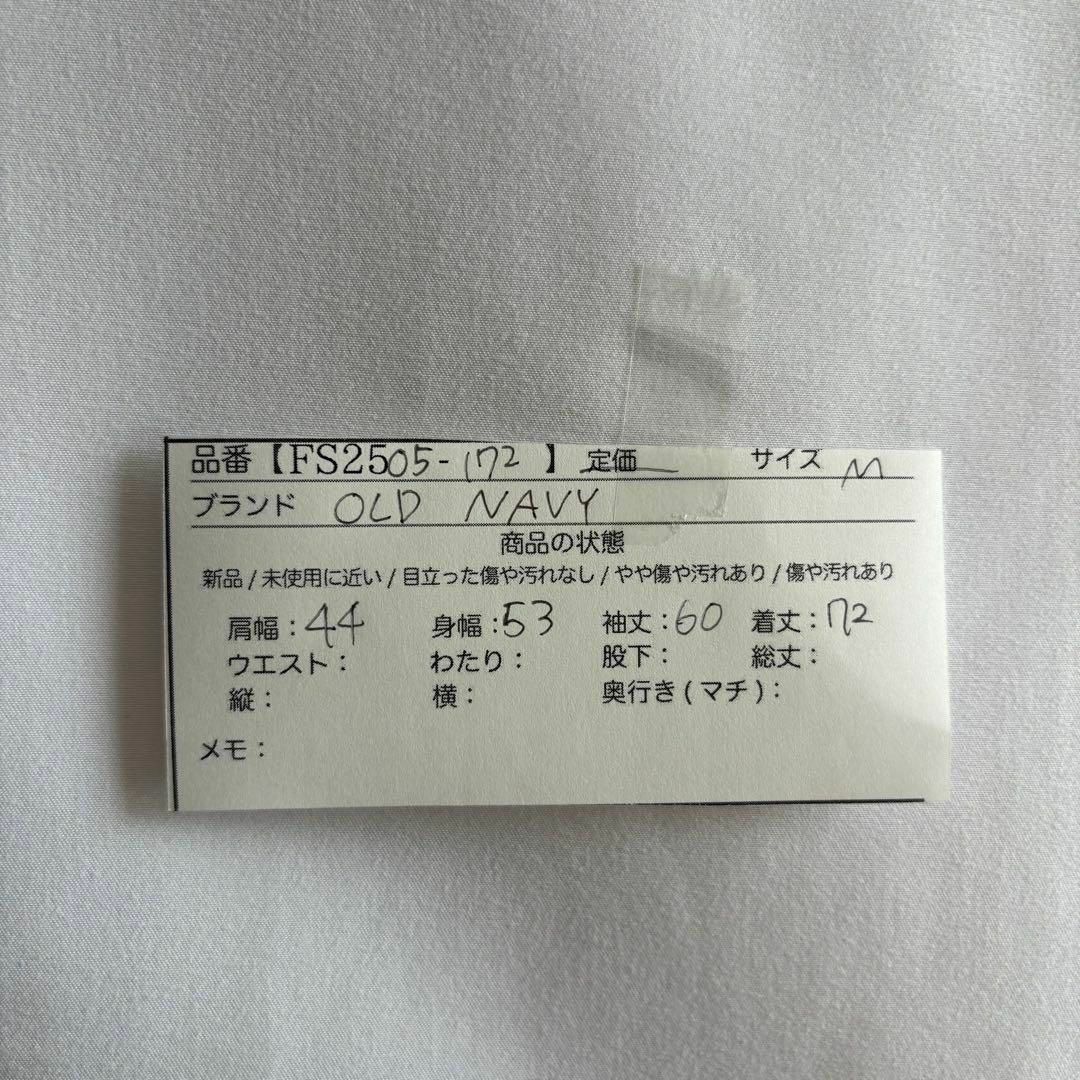 品番【FS2505-172】 定価 サイズ M
ブランド OLD NAVY
商品の状態
新品 / 未使用に近い / 目立った傷や汚れなし / やや傷や汚れあり / 傷や汚れあり
肩幅：44 身幅：53 袖丈：60 着丈：72
ウエスト： わたり： 股下： 総丈：
縦： 横： 奥行き(マチ)：
メモ：